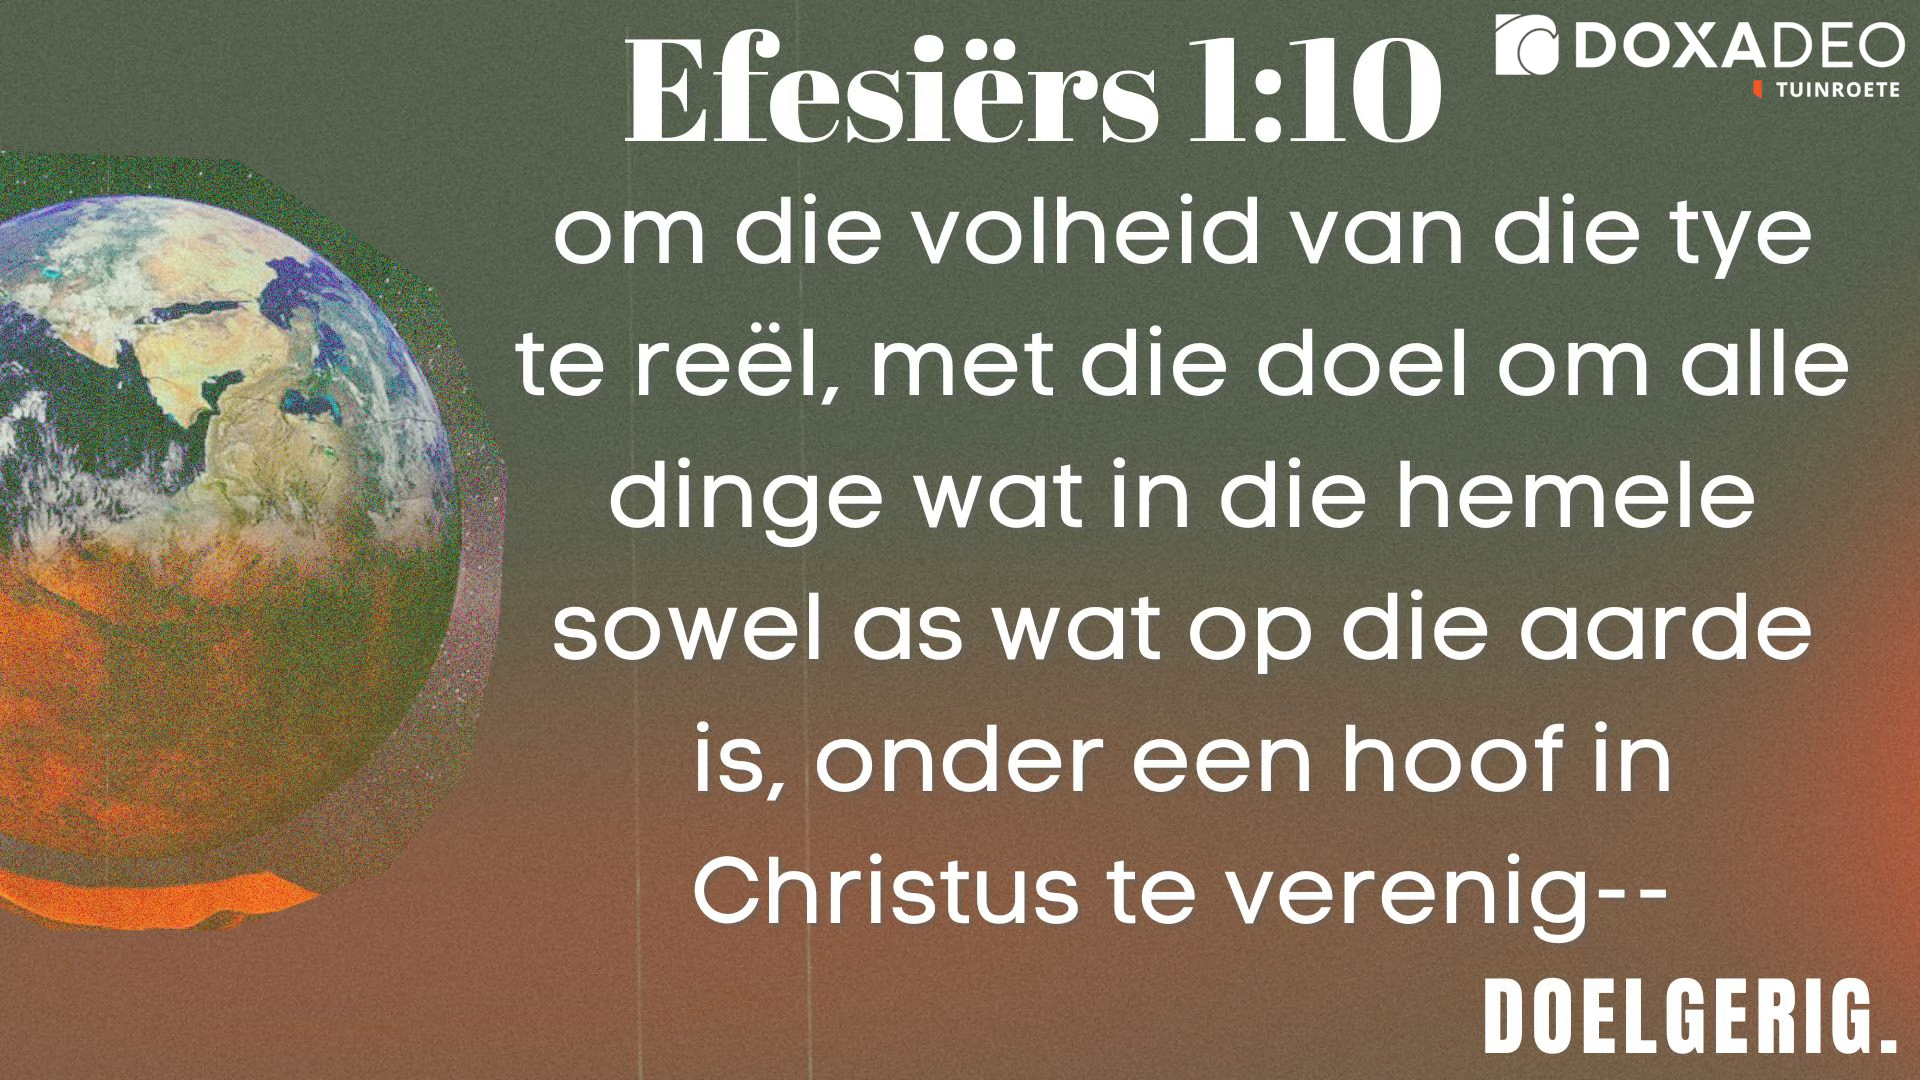 Efesiërs 1:10
DOXADEO
TUINROETE
om die volheid van die tye
te reël, met die doel om alle
dinge wat in die hemele
sowel as wat op die aarde
is, onder een hoof in
Christus te verenig--
DOELGERIG.